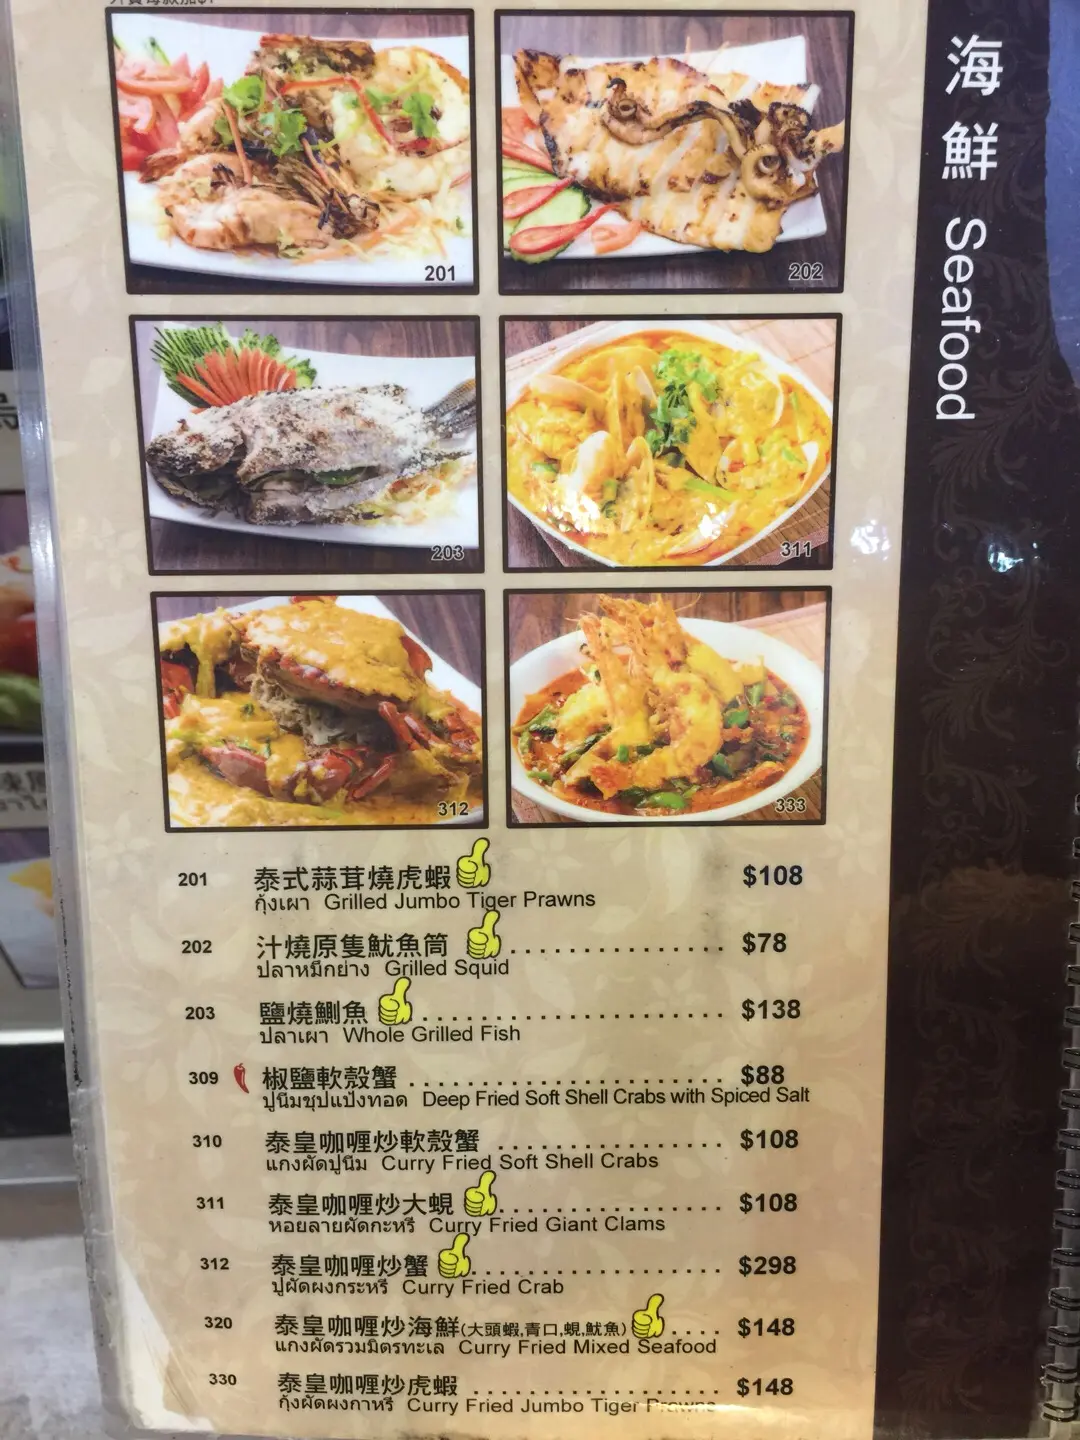 海鮮 Seafood
201
202
203
311
312
333
201 泰式蒜茸燒虎蝦 $108
กุ้งเผา Grilled Jumbo Tiger Prawns
202 汁燒原隻魷魚筒 $78
ปลาหมึกย่าง Grilled Squid
203 鹽燒鰂魚 $138
ปลาเผา Whole Grilled Fish
309 椒鹽軟殼蟹 $88
ปูนิ่มชุปแป้งทอด Deep Fried Soft Shell Crabs with Spiced Salt
310 泰皇咖喱炒軟殼蟹 $108
แกงผัดปูนิ่ม Curry Fried Soft Shell Crabs
311 泰皇咖喱炒大蜆 $108
หอยลายผัดกะหรี่ Curry Fried Giant Clams
312 泰皇咖喱炒蟹 $298
ปูผัดผงกระหรี่ Curry Fried Crab
320 泰皇咖喱炒海鮮(大頭蝦,青口,蜆,魷魚) $148
แกงผัดรวมมิตรทะเล Curry Fried Mixed Seafood
330 泰皇咖喱炒虎蝦 $148
กุ้งผัดผงกาหรี่ Curry Fried Jumbo Tiger Prawns